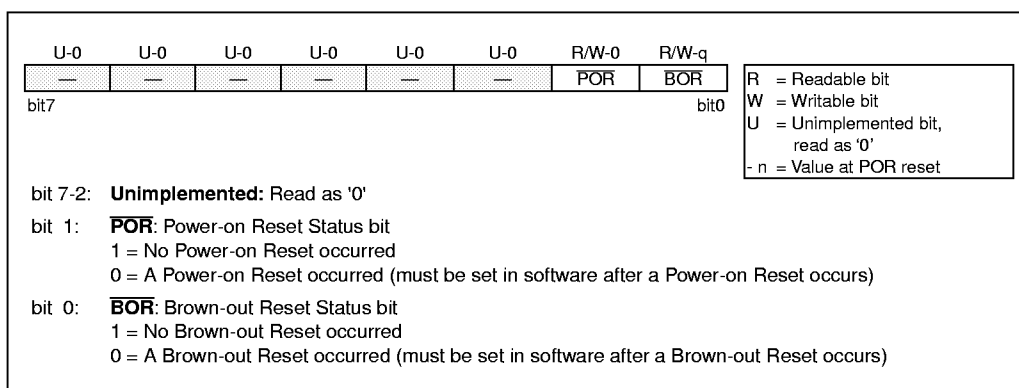 U-0 U-0 U-0 U-0 U-0 U-0 R/W-0 R/W-q
— — — — — — P̅O̅R̅ B̅O̅R̅
bit7 bit0
R = Readable bit
W = Writable bit
U = Unimplemented bit,
read as ‘0’
- n = Value at POR reset
bit 7-2: Unimplemented: Read as '0'
bit 1: P̅O̅R̅: Power-on Reset Status bit
1 = No Power-on Reset occurred
0 = A Power-on Reset occurred (must be set in software after a Power-on Reset occurs)
bit 0: B̅O̅R̅: Brown-out Reset Status bit
1 = No Brown-out Reset occurred
0 = A Brown-out Reset occurred (must be set in software after a Brown-out Reset occurs)